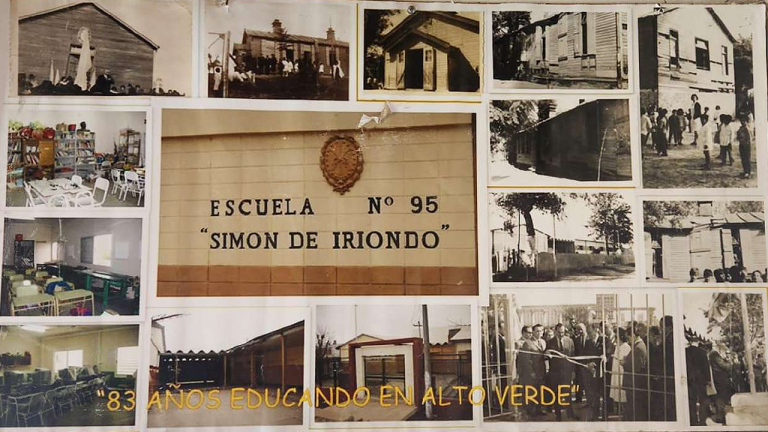 ESCUELA Nº 95
"SIMON DE IRIONDO"
"83 AÑOS EDUCANDO EN ALTO VERDE"